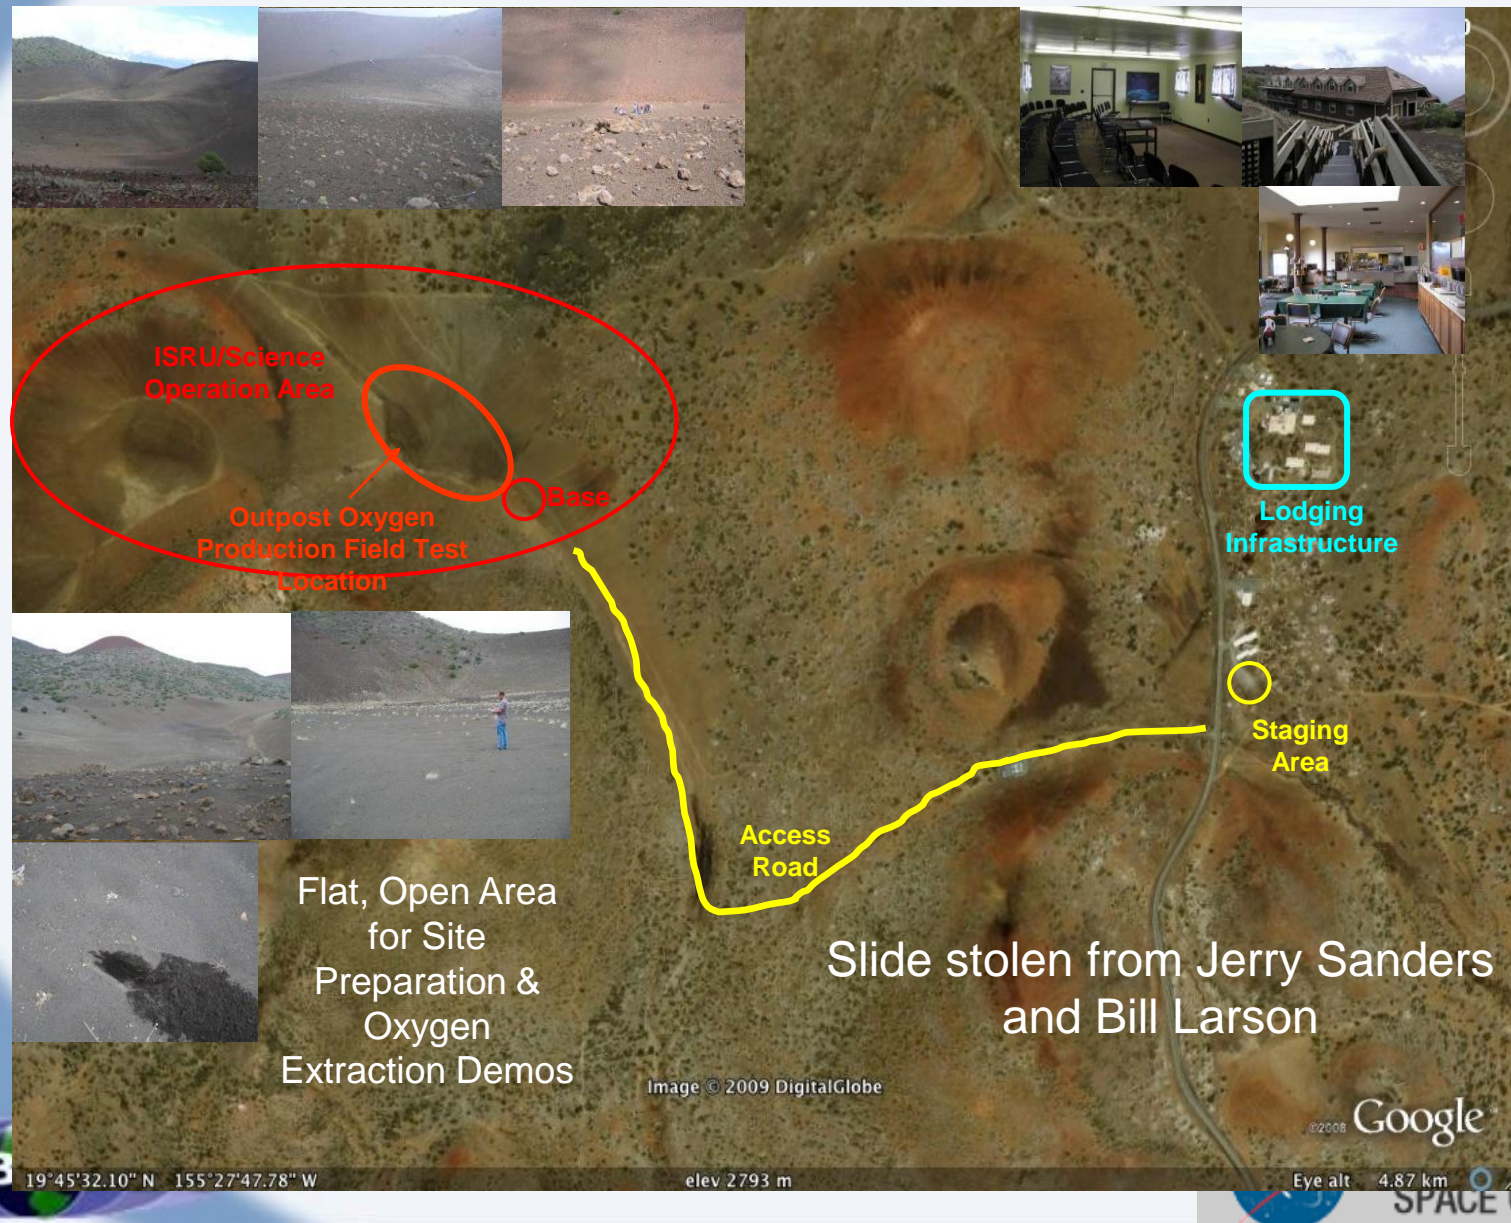 ISRU/Science
Operation Area
Base
Outpost Oxygen
Production Field Test
Location
Lodging
Infrastructure
Staging
Area
Access
Road
Flat, Open Area
for Site
Preparation &
Oxygen
Extraction Demos
Slide stolen from Jerry Sanders
and Bill Larson
Image © 2009 DigitalGlobe
©2008 Google
19°45'32.10" N 155°27'47.78" W elev 2793 m Eye alt 4.87 km
SPACE